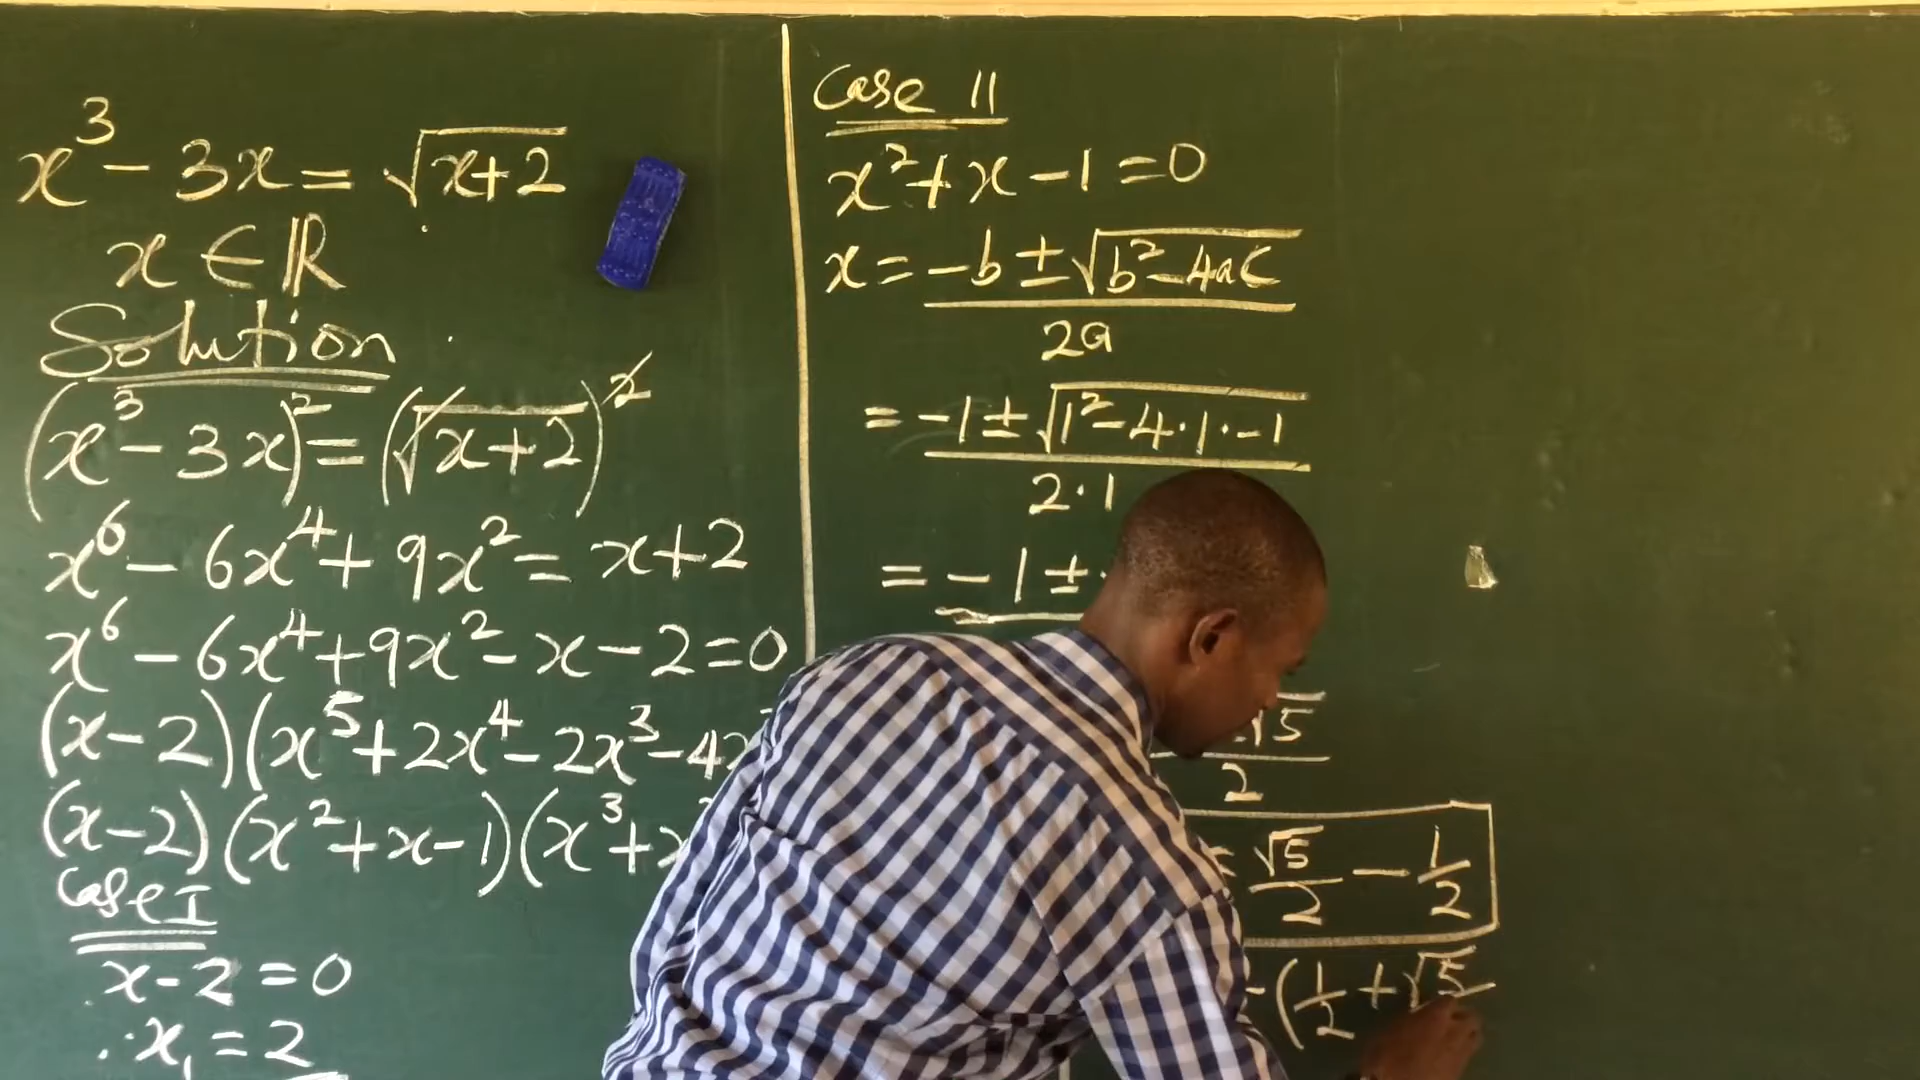 x³ - 3x = √(x+2)
x ∈ ℝ
Solution
(x³ - 3x)² = (√(x+2))²
x⁶ - 6x⁴ + 9x² = x+2
x⁶ - 6x⁴ + 9x² - x - 2 = 0
(x-2)(x⁵ + 2x⁴ - 2x³ - 4
(x-2)(x² + x - 1)(x³ +
Case I
x - 2 = 0
∴ x₁ = 2
Case II
x² + x - 1 = 0
x = (-b ± √(b² - 4ac))/2a
= (-1 ± √(1² - 4·1·-1))/2·1
= -1 ±
√5/2
= √5/2 - 1/2
-(1/2 + √5